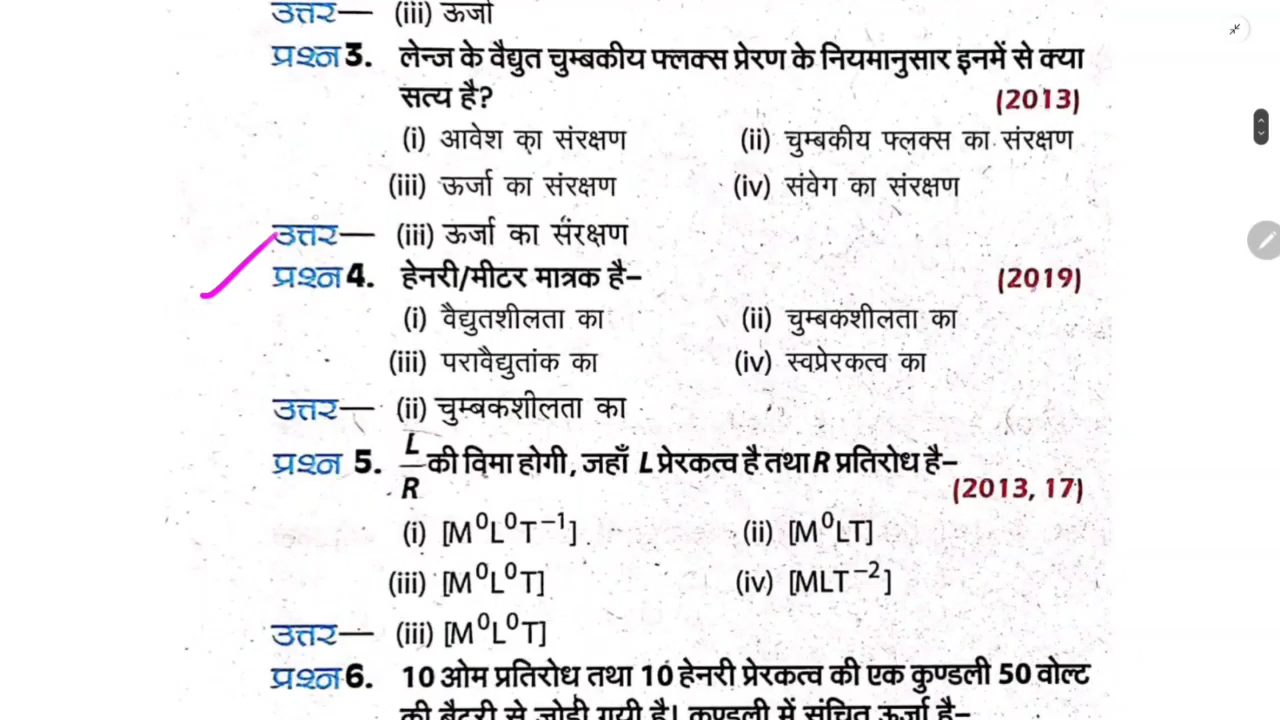 उत्तर— (iii) ऊर्जा
प्रश्न 3. लेन्ज के वैद्युत चुम्बकीय फ्लक्स प्रेरण के नियमानुसार इनमें से क्या
सत्य है? (2013)
(i) आवेश का संरक्षण (ii) चुम्बकीय फ्लक्स का संरक्षण
(iii) ऊर्जा का संरक्षण (iv) संवेग का संरक्षण
उत्तर— (iii) ऊर्जा का संरक्षण
प्रश्न 4. हेनरी/मीटर मात्रक है– (2019)
(i) वैद्युतशीलता का (ii) चुम्बकशीलता का
(iii) परावैद्युतांक का (iv) स्वप्रेरकत्व का
उत्तर— (ii) चुम्बकशीलता का
प्रश्न 5. L/R की विमा होगी, जहाँ L प्रेरकत्व है तथा R प्रतिरोध है–
(2013, 17)
(i) [M⁰L⁰T⁻¹] (ii) [M⁰LT]
(iii) [M⁰L⁰T] (iv) [MLT⁻²]
उत्तर— (iii) [M⁰L⁰T]
प्रश्न 6. 10 ओम प्रतिरोध तथा 10 हेनरी प्रेरकत्व की एक कुण्डली 50 वोल्ट
की बैटरी से जोड़ी गयी है। कुण्डली में संचित ऊर्जा है–